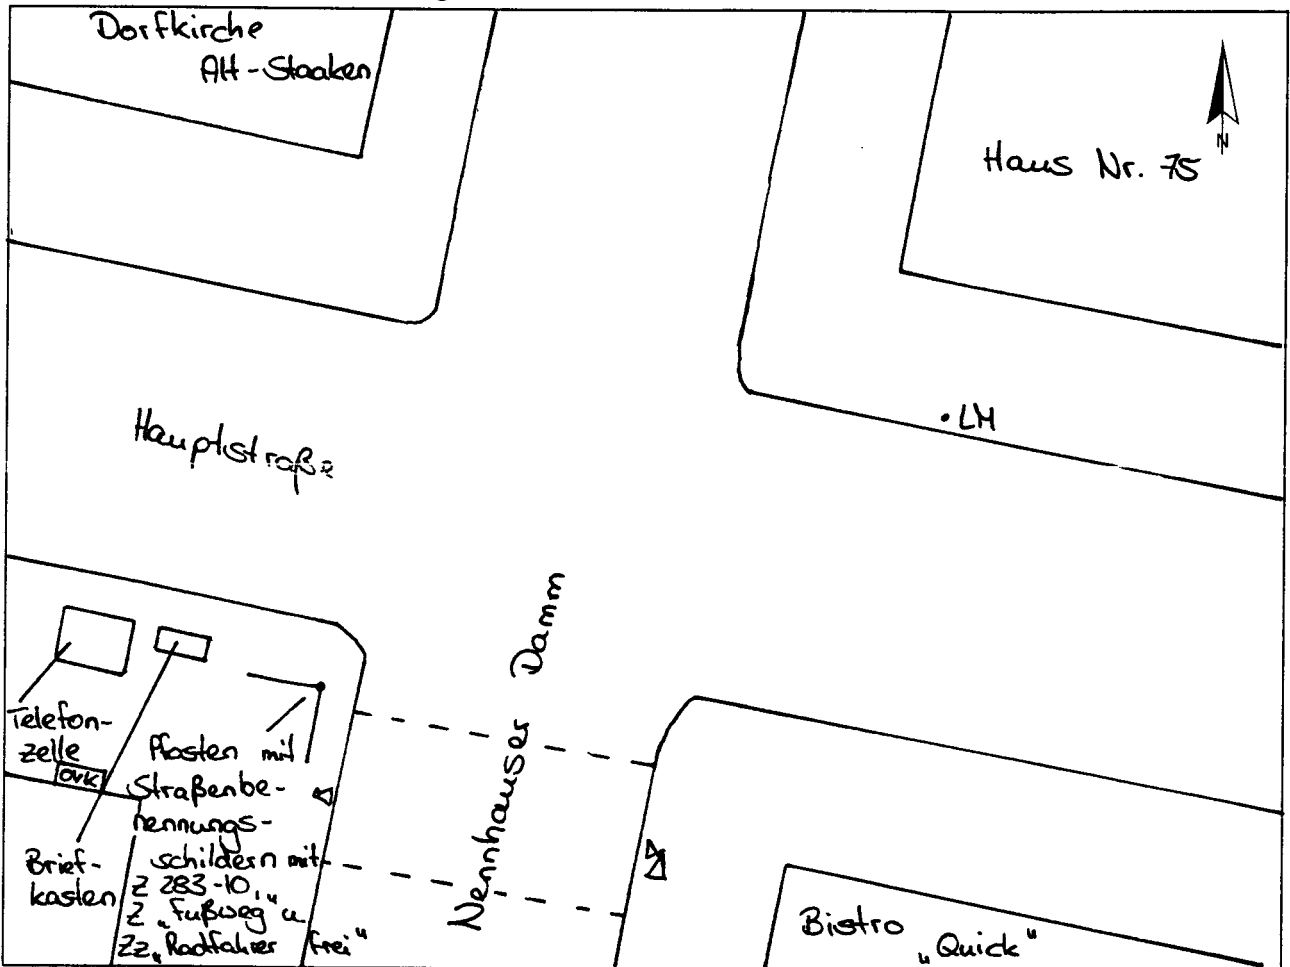 Dorfkirche
Alt-Staaken
N
Haus Nr. 75
LM
Hauptstraße
Nennhauser Damm
Telefon-
zelle
OVK
Brief-
kasten
Pfosten mit
Straßenbe-
nennungs-
schildern mit
Z 283-10,
Z „Fußweg" u
Zz „Radfahrer frei"
Bistro
„Quick"